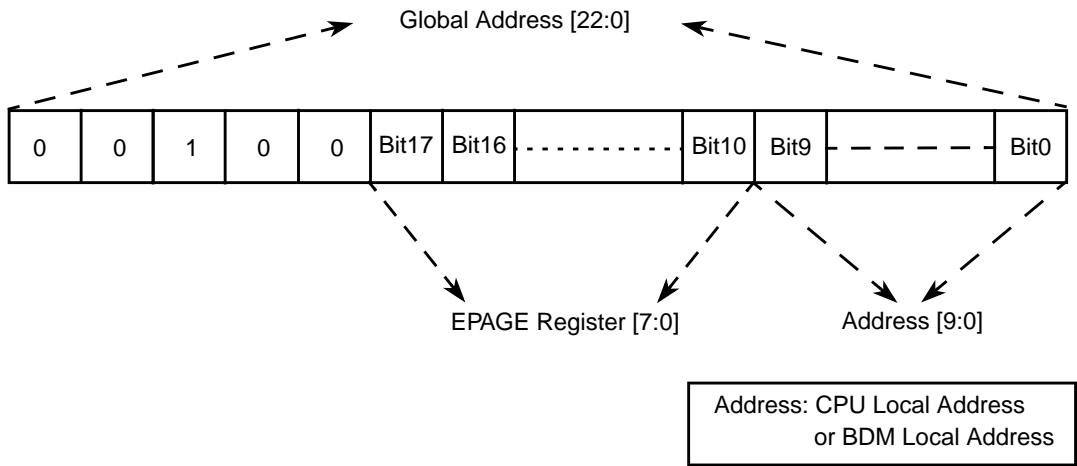 Global Address [22:0]
0 0 1 0 0 Bit17 Bit16 Bit10 Bit9 Bit0
EPAGE Register [7:0] Address [9:0]
Address: CPU Local Address
or BDM Local Address